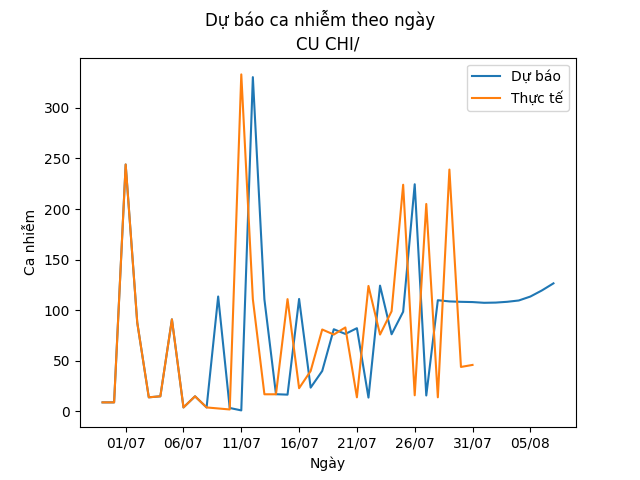 Dự báo ca nhiễm theo ngày
CU CHI/
Dự báo
Thực tế
Ca nhiễm
300
250
200
150
100
50
0
01/07 06/07 11/07 16/07 21/07 26/07 31/07 05/08
Ngày